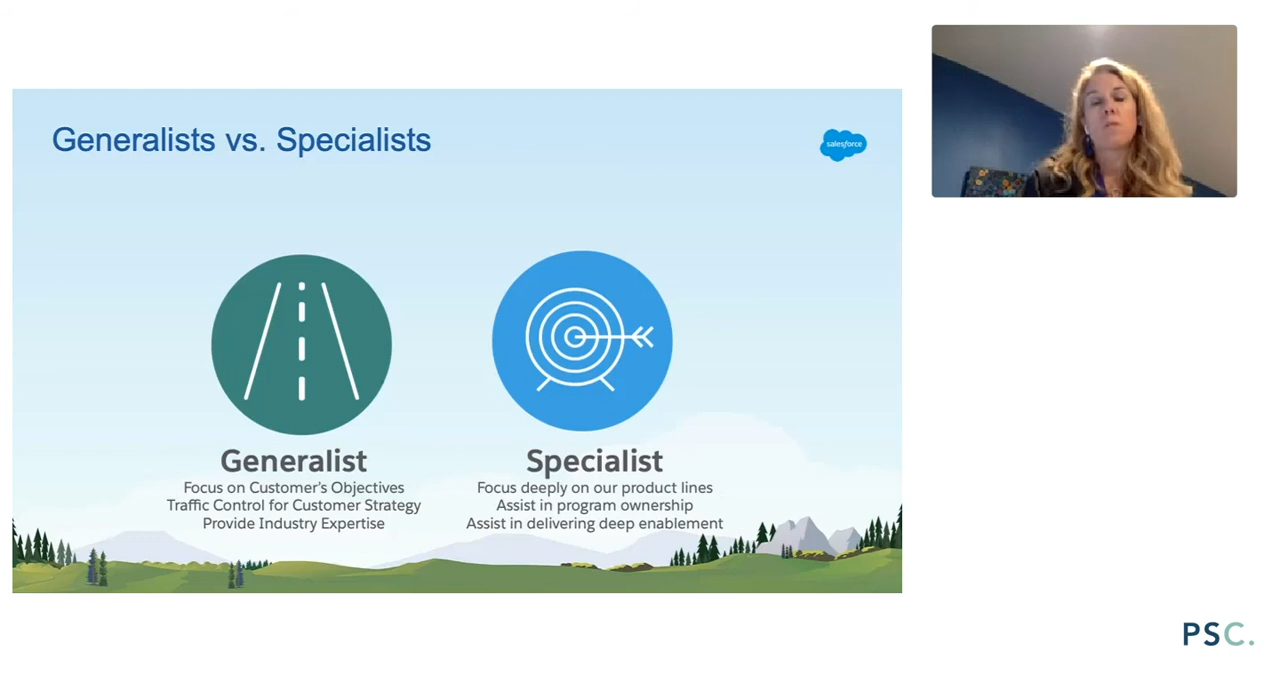 Generalists vs. Specialists
salesforce
Generalist
Focus on Customer's Objectives
Traffic Control for Customer Strategy
Provide Industry Expertise
Specialist
Focus deeply on our product lines
Assist in program ownership
Assist in delivering deep enablement
PSC.